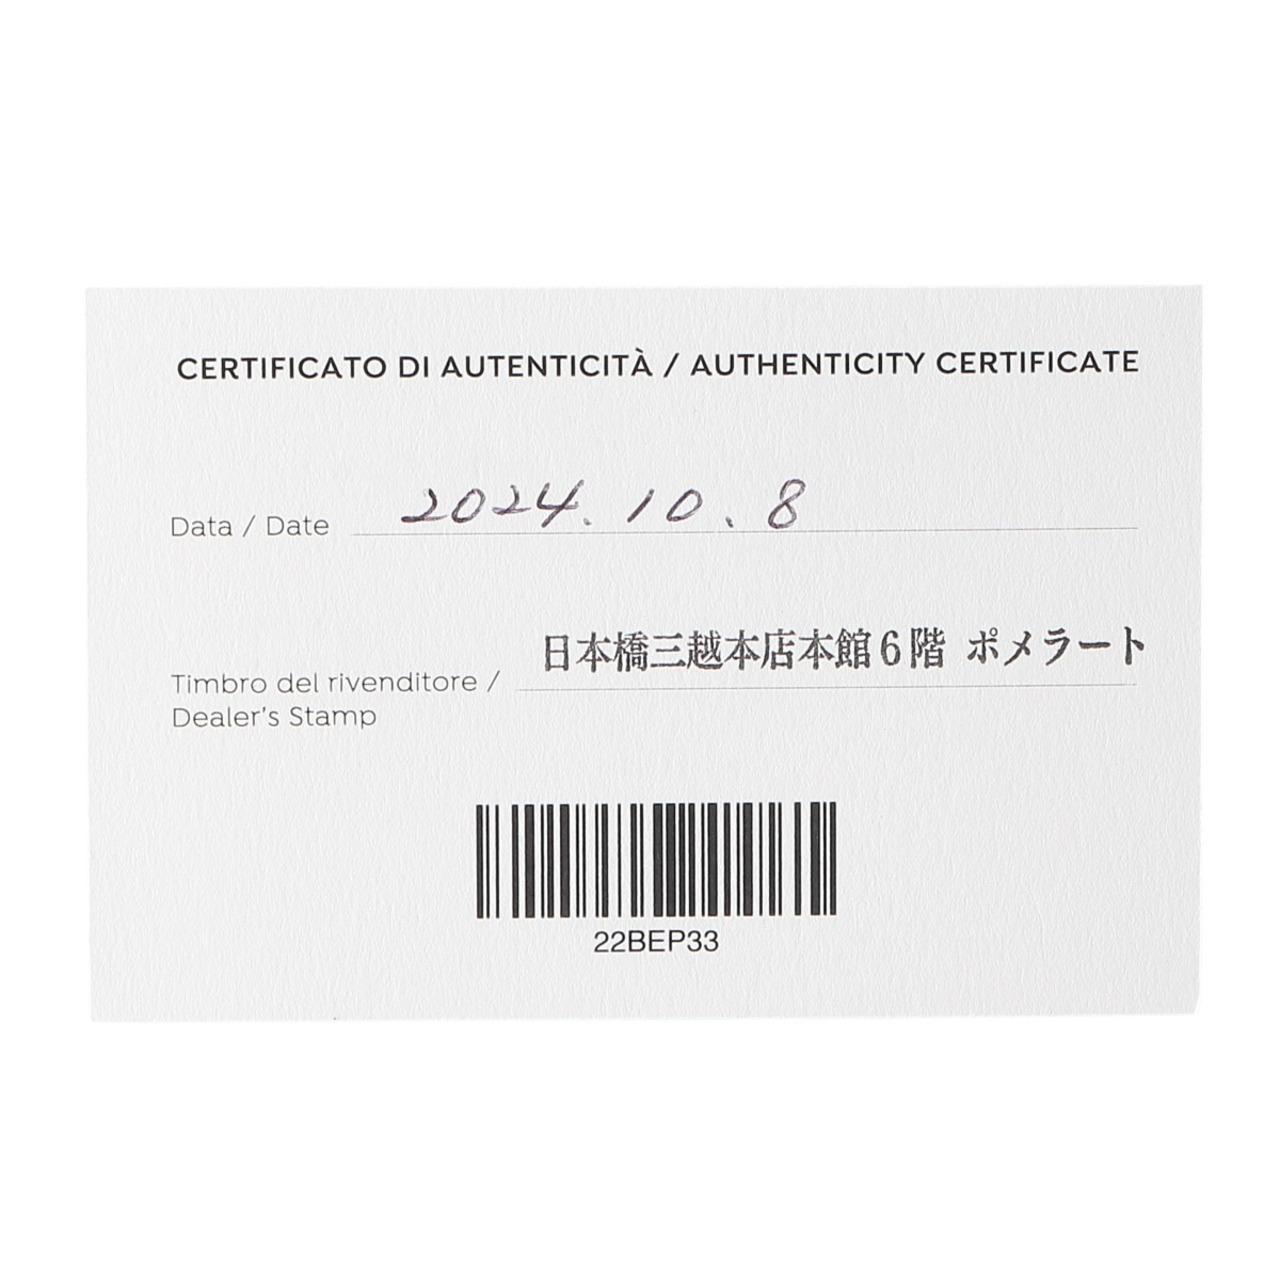 CERTIFICATO DI AUTENTICITÀ / AUTHENTICITY CERTIFICATE
Data / Date 2024. 10. 8
日本橋三越本店本館6階 ポメラート
Timbro del rivenditore /
Dealer's Stamp
22BEP33